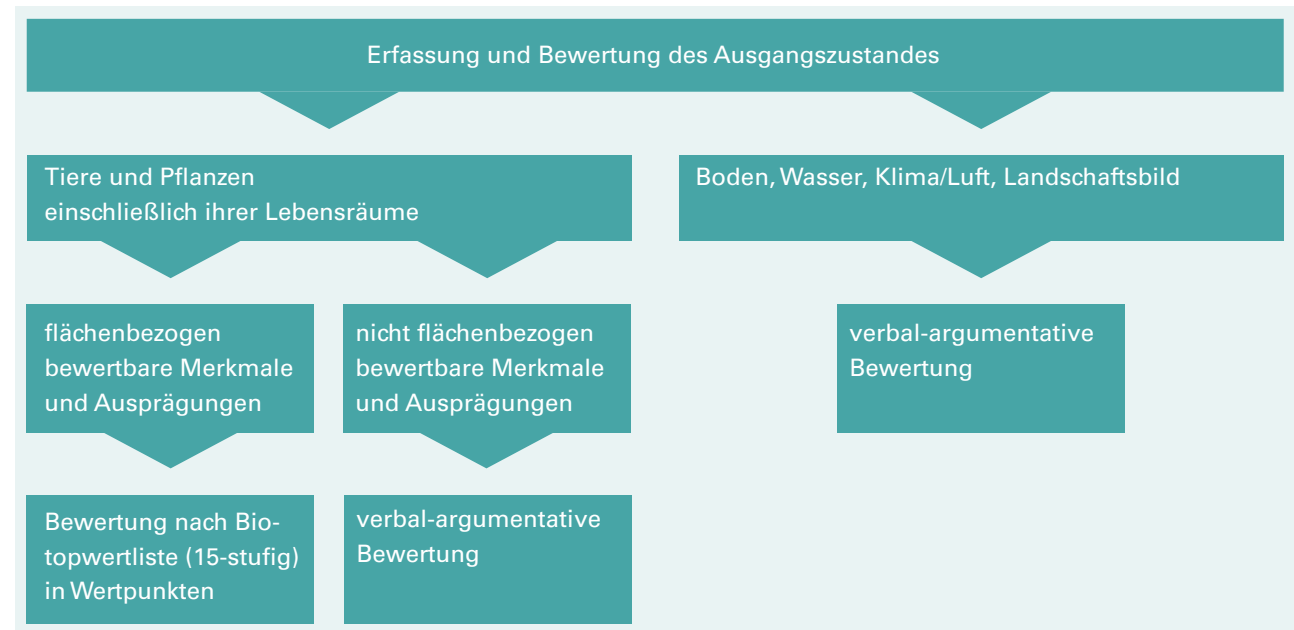 Erfassung und Bewertung des Ausgangszustandes
Tiere und Pflanzen
einschließlich ihrer Lebensräume
Boden, Wasser, Klima/Luft, Landschaftsbild
flächenbezogen
bewertbare Merkmale
und Ausprägungen
nicht flächenbezogen
bewertbare Merkmale
und Ausprägungen
verbal-argumentative
Bewertung
Bewertung nach Bio-
topwertliste (15-stufig)
in Wertpunkten
verbal-argumentative
Bewertung